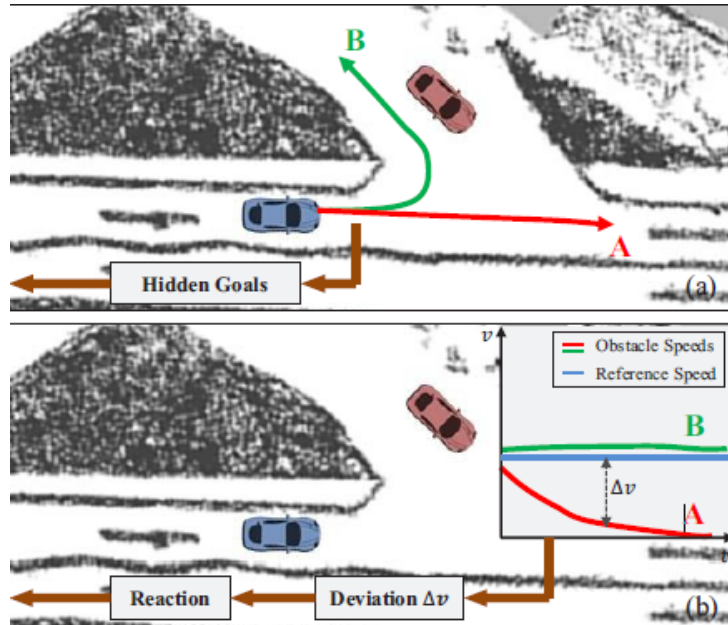 B
A
Hidden Goals
(a)
v
Obstacle Speeds
Reference Speed
B
Δv
A
t
Reaction
Deviation Δv
(b)